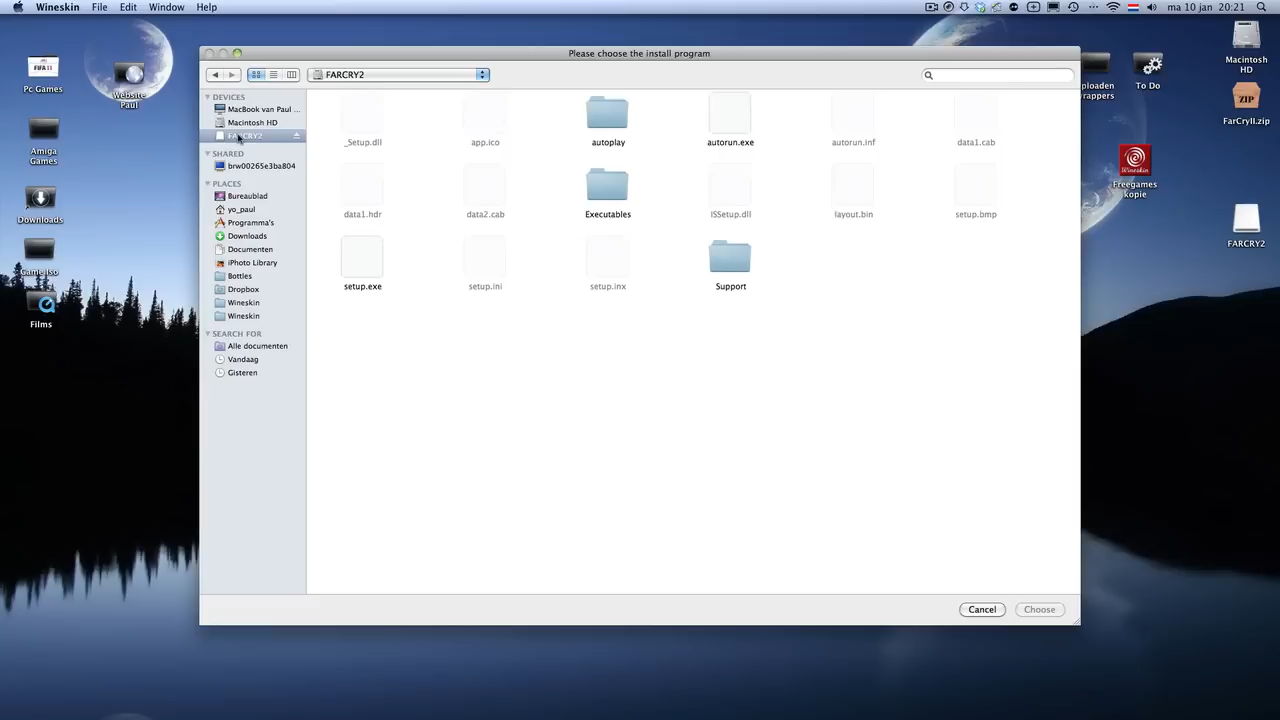 Wineskin File Edit Window Help ma 10 jan 20:21
Please choose the install program
FARCRY2
DEVICES
MacBook van Paul ...
Macintosh HD
FARCRY2
SHARED
brw00265e3ba804
PLACES
Bureaublad
yo_paul
Programma's
Downloads
Documenten
iPhoto Library
Bottles
Dropbox
Wineskin
Wineskin
SEARCH FOR
Alle documenten
Vandaag
Gisteren
_Setup.dll app.ico autoplay autorun.exe autorun.inf data1.cab
data1.hdr data2.cab Executables ISSetup.dll layout.bin setup.bmp
setup.exe setup.ini setup.inx Support
Cancel Choose
FIFA 11
Pc Games
Website
Paul
Amiga
Games
Downloads
Game Iso
Films
To Do
Macintosh
HD
ZIP
FarCryII.zip
Wineskin
Freegames
kopie
FARCRY2